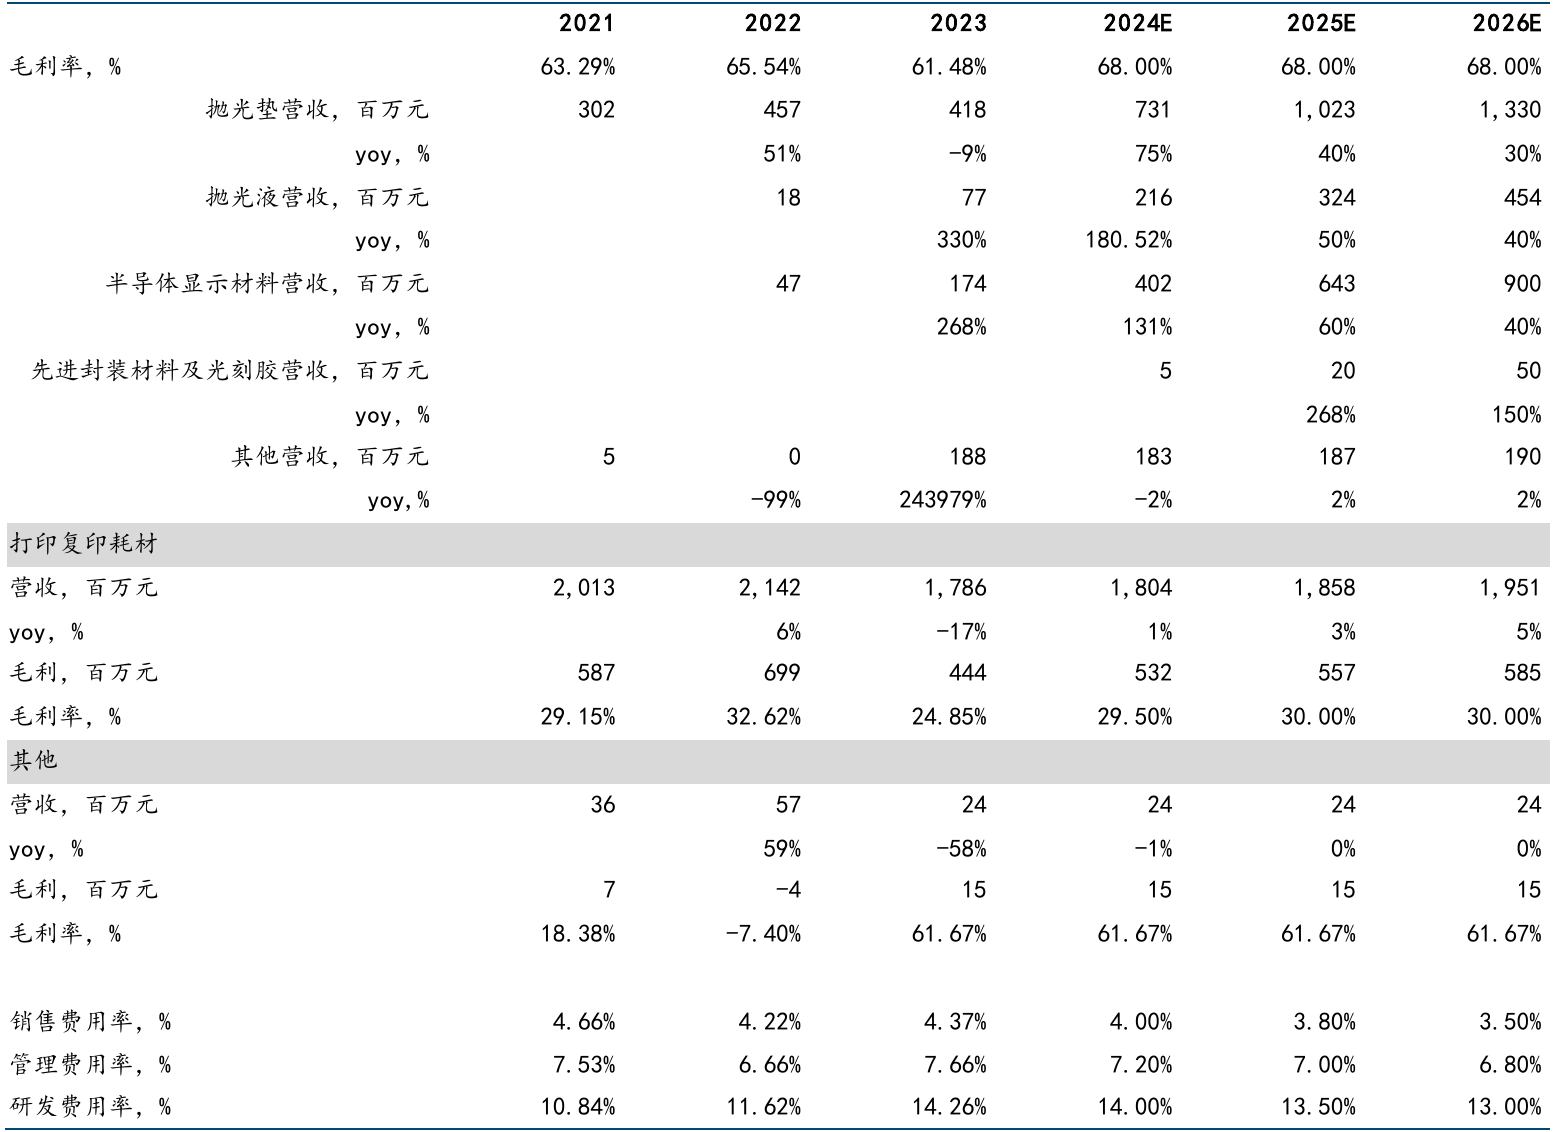 2021 2022 2023 2024E 2025E 2026E
毛利率, % 63.29% 65.54% 61.48% 68.00% 68.00% 68.00%
抛光垫营收, 百万元 302 457 418 731 1,023 1,330
yoy, % 51% -9% 75% 40% 30%
抛光液营收, 百万元 18 77 216 324 454
yoy, % 330% 180.52% 50% 40%
半导体显示材料营收, 百万元 47 174 402 643 900
yoy, % 268% 131% 60% 40%
先进封装材料及光刻胶营收, 百万元 5 20 50
yoy, % 268% 150%
其他营收, 百万元 5 0 188 183 187 190
yoy,% -99% 243979% -2% 2% 2%
打印复印耗材
营收, 百万元 2,013 2,142 1,786 1,804 1,858 1,951
yoy, % 6% -17% 1% 3% 5%
毛利, 百万元 587 699 444 532 557 585
毛利率, % 29.15% 32.62% 24.85% 29.50% 30.00% 30.00%
其他
营收, 百万元 36 57 24 24 24 24
yoy, % 59% -58% -1% 0% 0%
毛利, 百万元 7 -4 15 15 15 15
毛利率, % 18.38% -7.40% 61.67% 61.67% 61.67% 61.67%
销售费用率, % 4.66% 4.22% 4.37% 4.00% 3.80% 3.50%
管理费用率, % 7.53% 6.66% 7.66% 7.20% 7.00% 6.80%
研发费用率, % 10.84% 11.62% 14.26% 14.00% 13.50% 13.00%